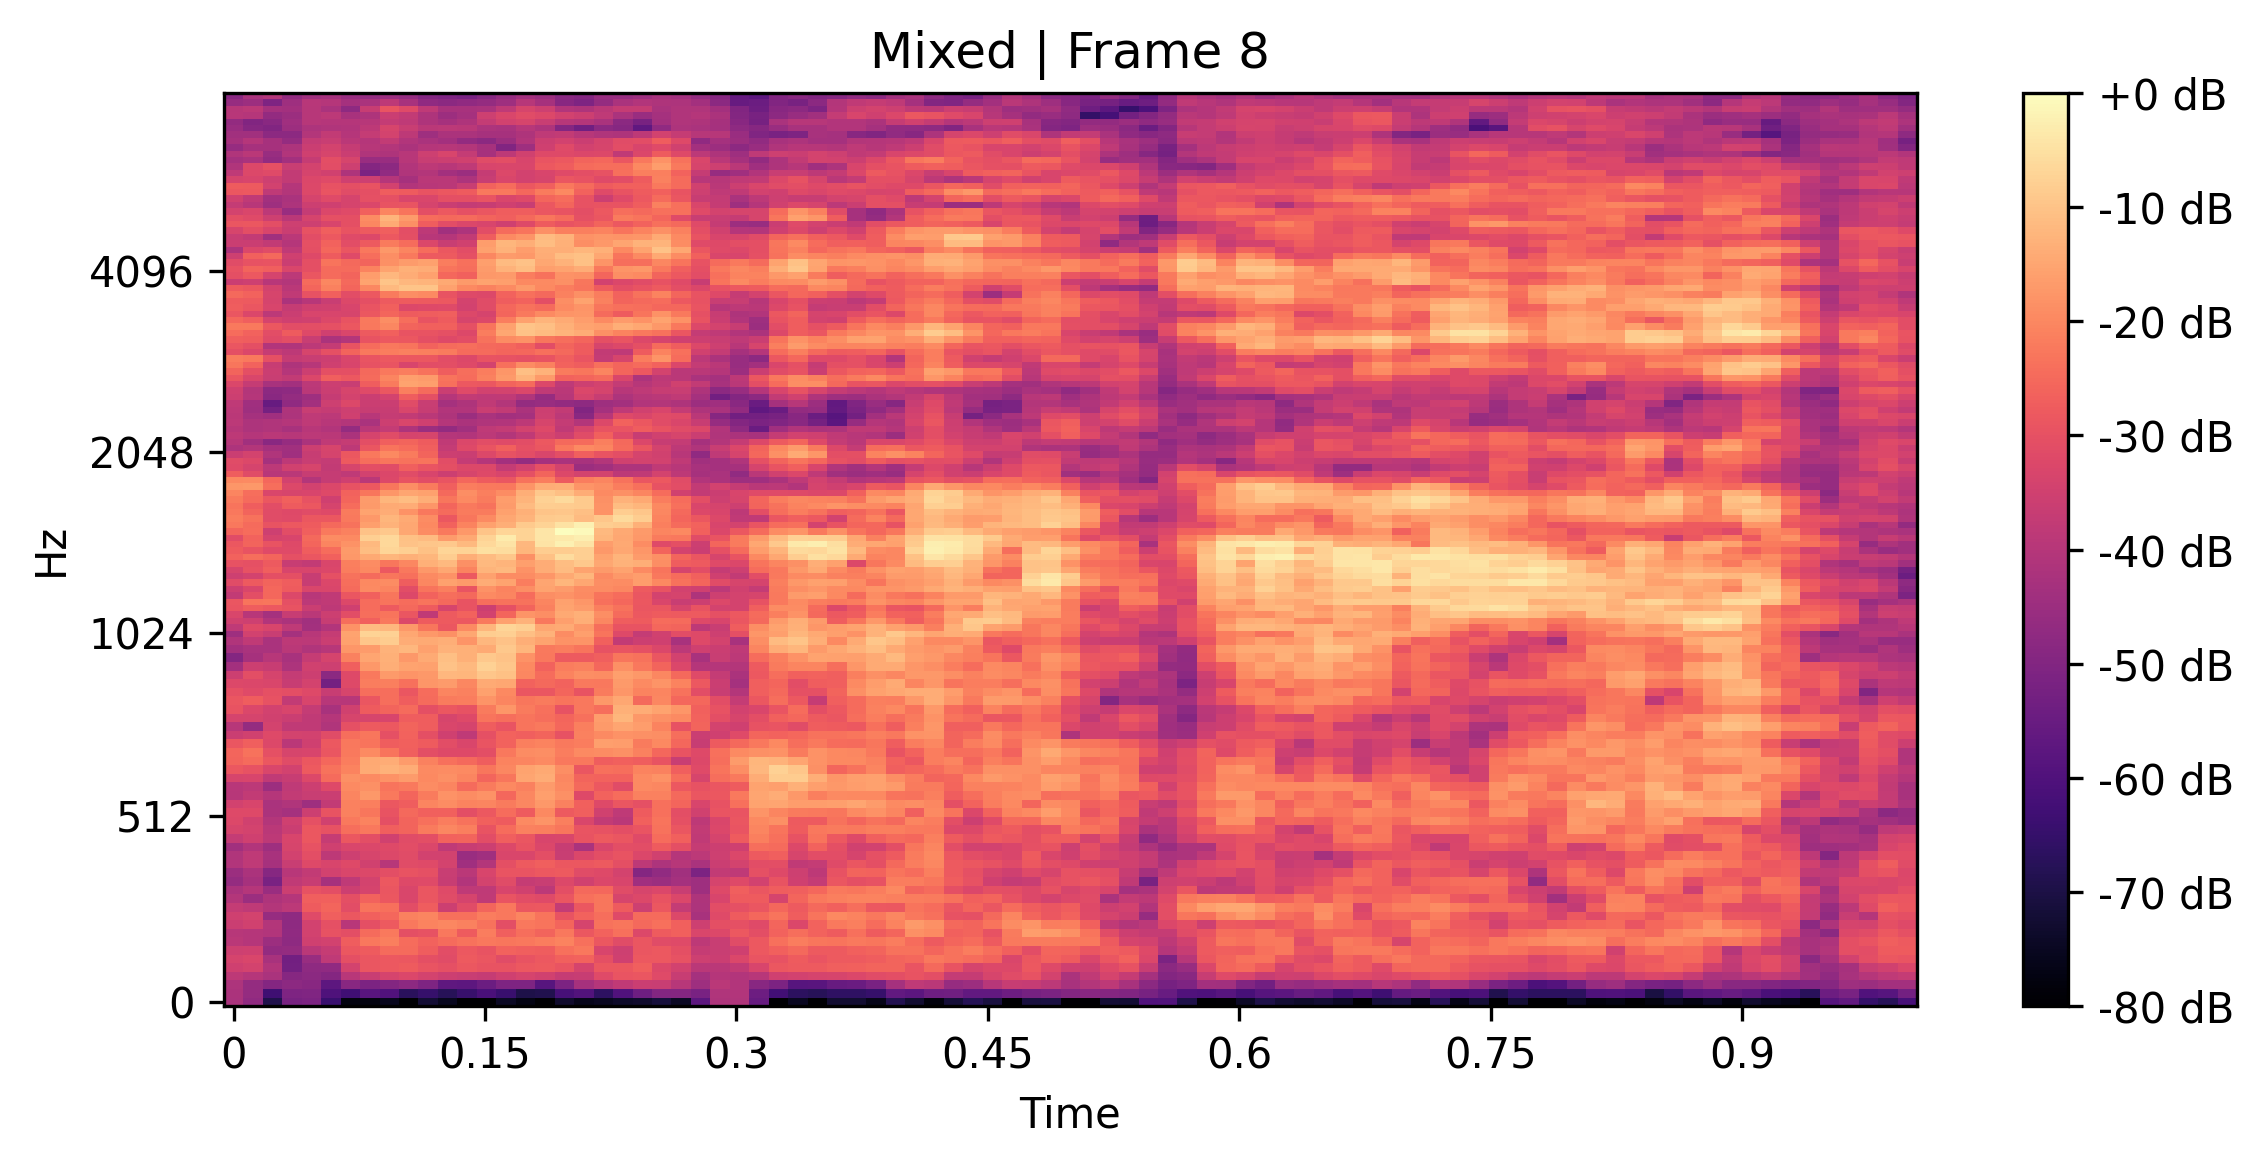 Mixed | Frame 8
+0 dB
-10 dB
-20 dB
-30 dB
-40 dB
-50 dB
-60 dB
-70 dB
-80 dB
Hz
4096
2048
1024
512
0
0 0.15 0.3 0.45 0.6 0.75 0.9
Time